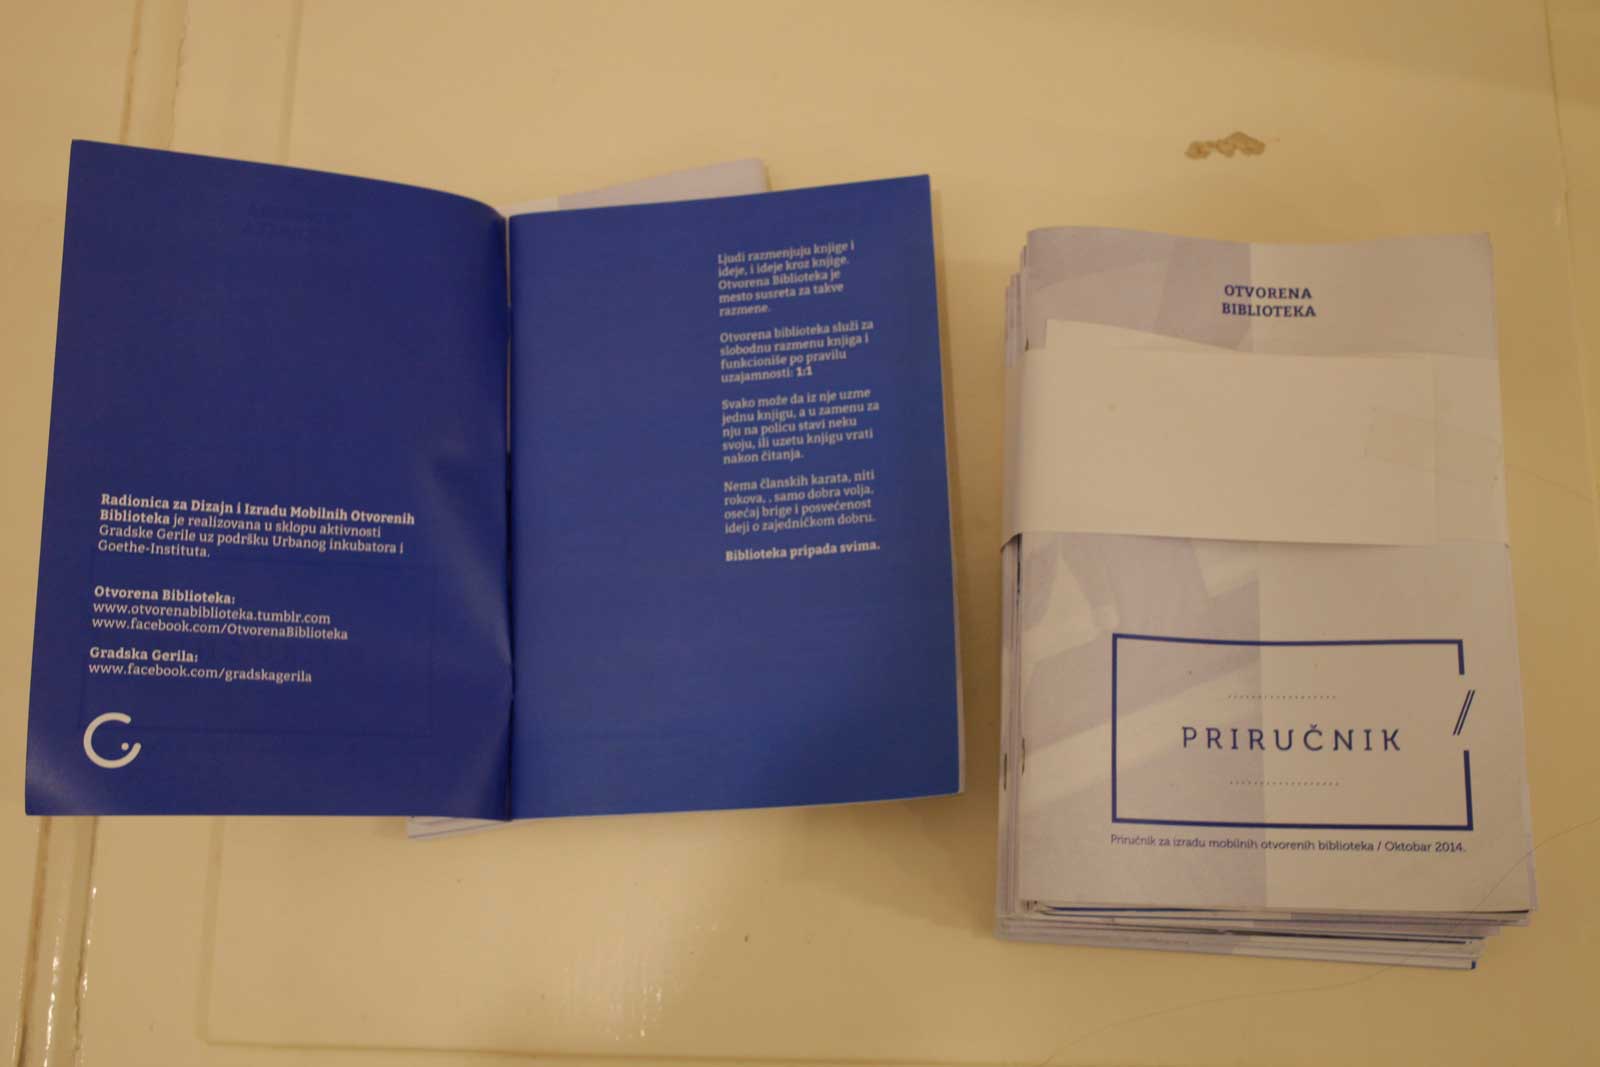 Radionica za Dizajn i Izradu Mobilnih Otvorenih
Biblioteka je realizovana u sklopu aktivnosti
Gradske Gerile uz podršku Urbanog inkubatora i
Goethe-Instituta.
Otvorena Biblioteka:
www.otvorenabiblioteka.tumblr.com
www.facebook.com/OtvorenaBiblioteka
Gradska Gerila:
www.facebook.com/gradskagerila
Ljudi razmenjuju knjige i
ideje, i ideje kroz knjige.
Otvorena Biblioteka je
mesto susreta za takve
razmene.
Otvorena biblioteka služi za
slobodnu razmenu knjiga i
funkcioniše po pravilu
uzajamnosti: 1:1
Svako može da iz nje uzme
jednu knjigu, a u zamenu za
nju na policu stavi neku
svoju, ili uzetu knjigu vrati
nakon čitanja.
Nema članskih karata, niti
rokova, , samo dobra volja,
osećaj brige i posvećenost
ideji o zajedničkom dobru.
Biblioteka pripada svima.
OTVORENA
BIBLIOTEKA
PRIRUČNIK
Priručnik za izradu mobilnih otvorenih biblioteka / Oktobar 2014.